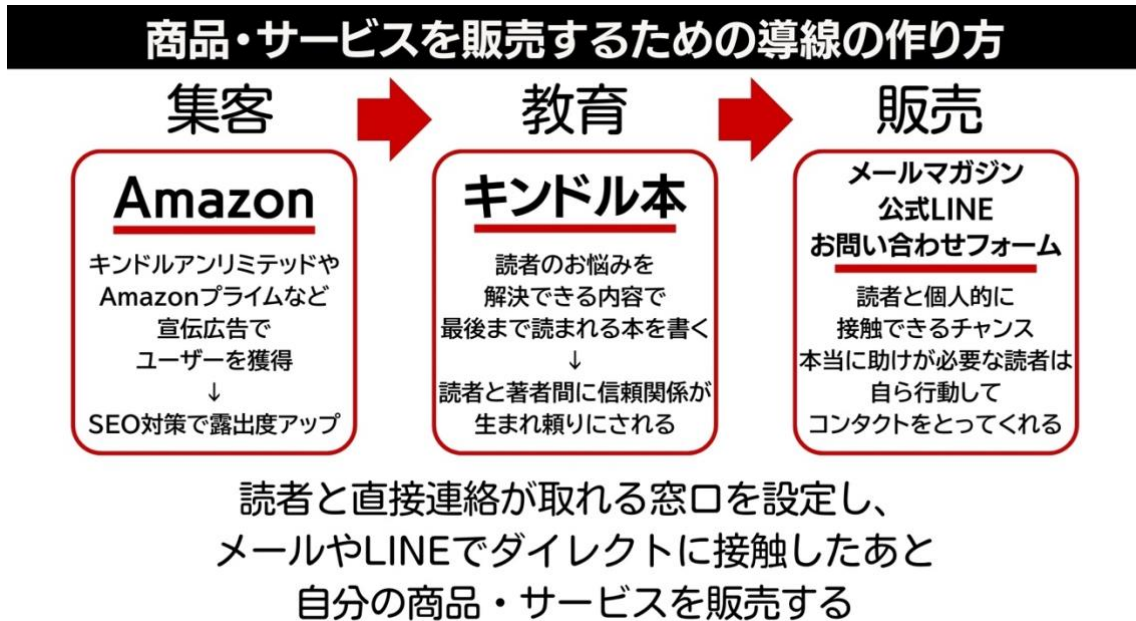 商品・サービスを販売するための導線の作り方
集客
教育
販売
Amazon
キンドルアンリミテッドや
Amazonプライムなど
宣伝広告で
ユーザーを獲得
↓
SEO対策で露出度アップ
キンドル本
読者のお悩みを
解決できる内容で
最後まで読まれる本を書く
↓
読者と著者間に信頼関係が
生まれ頼りにされる
メールマガジン
公式LINE
お問い合わせフォーム
読者と個人的に
接触できるチャンス
本当に助けが必要な読者は
自ら行動して
コンタクトをとってくれる
読者と直接連絡が取れる窓口を設定し、
メールやLINEでダイレクトに接触したあと
自分の商品・サービスを販売する